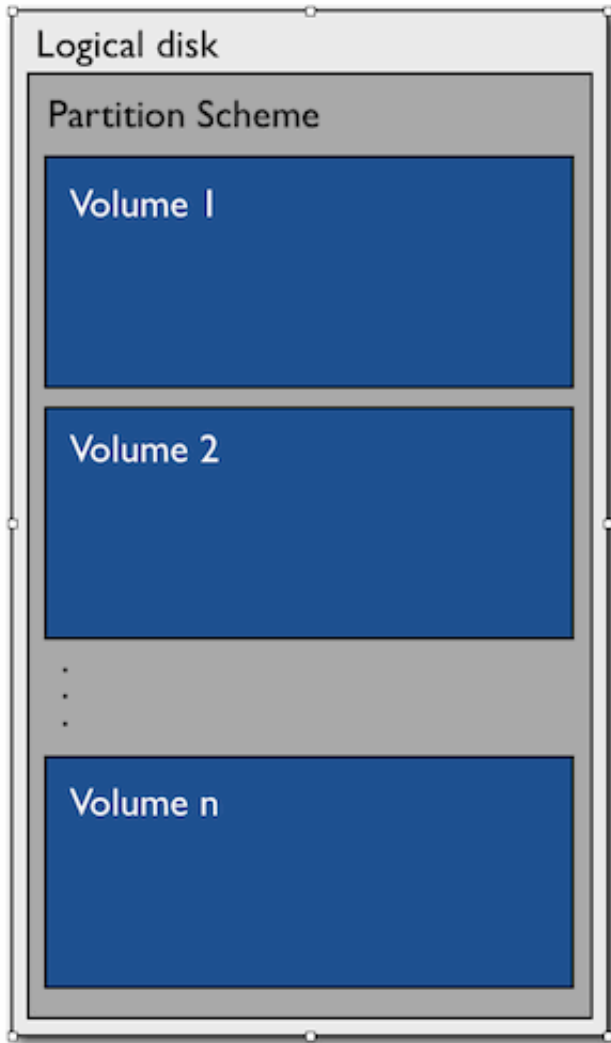 Logical disk
Partition Scheme
Volume 1
Volume 2
.
.
.
Volume n